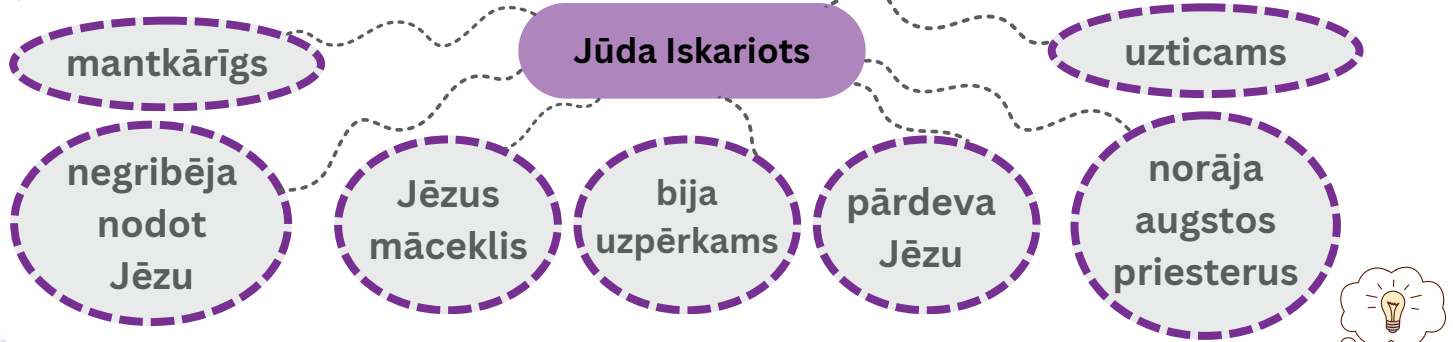 Jūda Iskariots
mantkārīgs
uzticams
negribēja
nodot
Jēzu
Jēzus
māceklis
bija
uzpērkams
pārdeva
Jēzu
norāja
augstos
priesterus